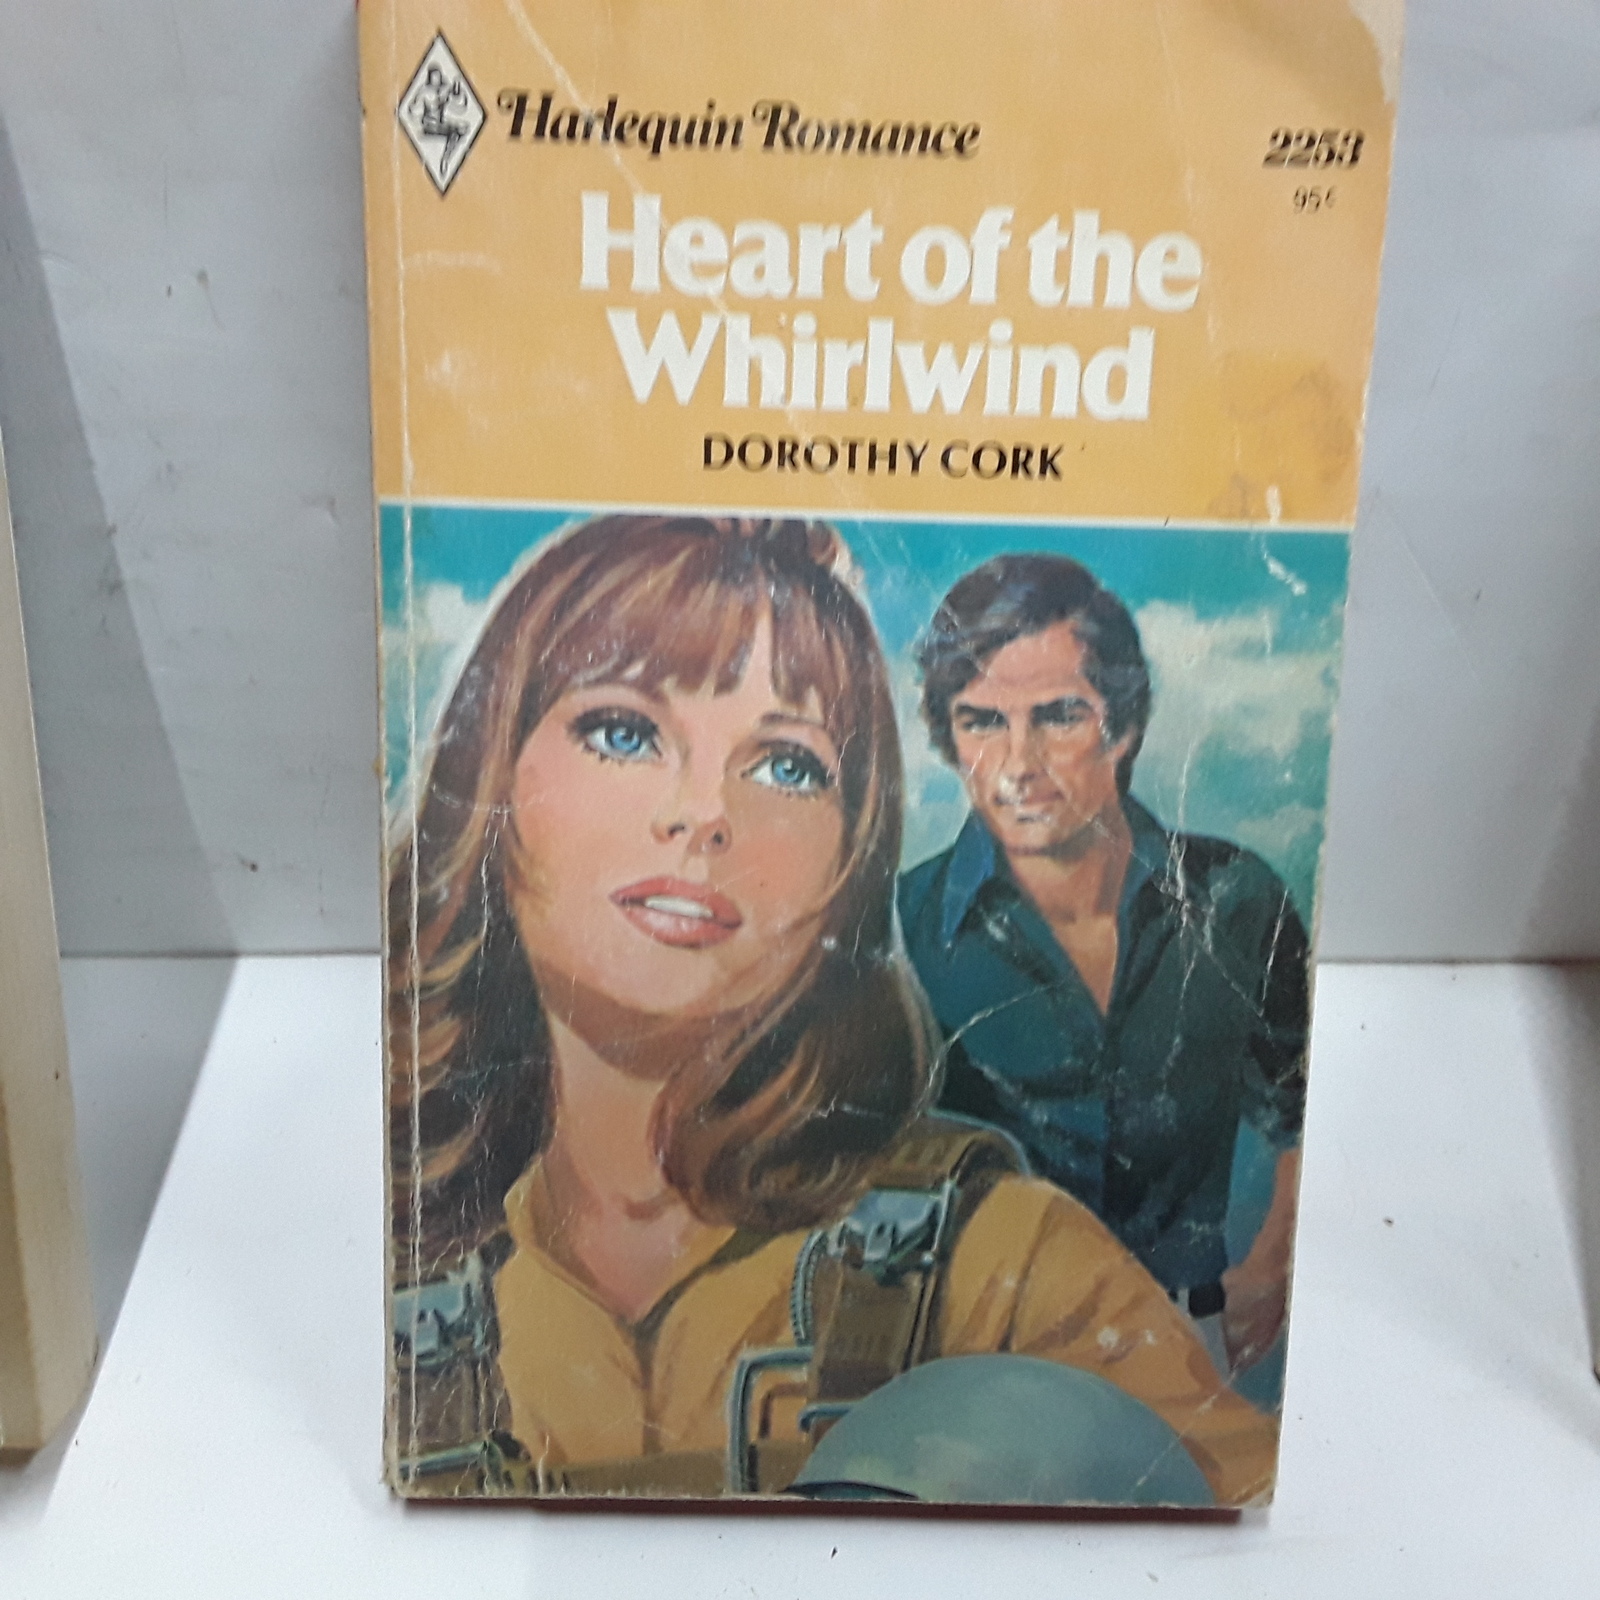 Harlequin Romance
2253
95¢
Heart of the
Whirlwind
DOROTHY CORK